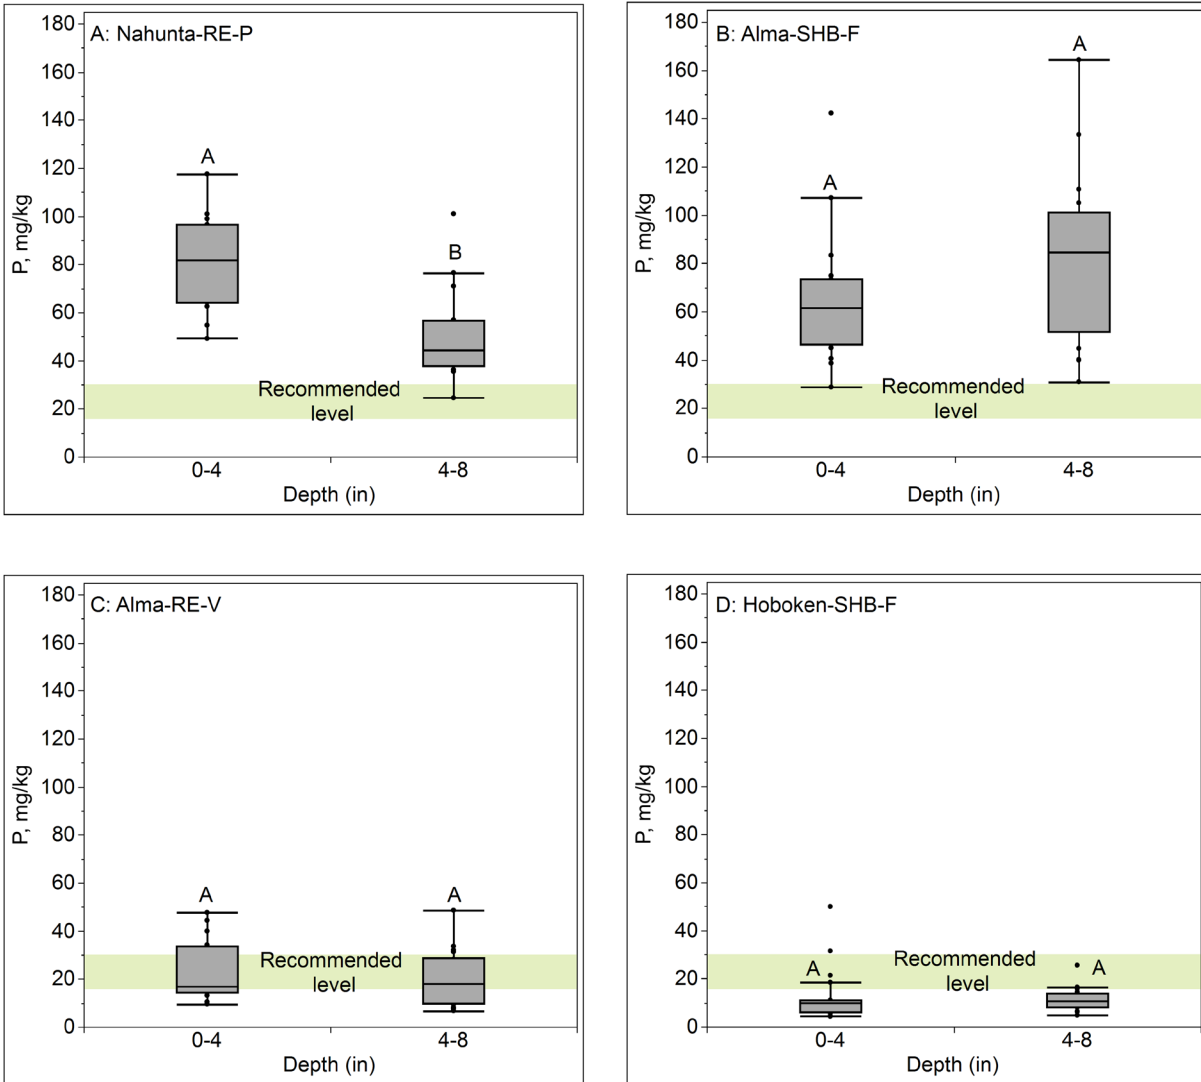 A: Nahunta-RE-P
180
160
140
120
100
80
60
40
20
0
P, mg/kg
A
B
Recommended
level
0-4
4-8
Depth (in)
B: Alma-SHB-F
180
160
140
120
100
80
60
40
20
0
P, mg/kg
A
A
Recommended
level
0-4
4-8
Depth (in)
C: Alma-RE-V
180
160
140
120
100
80
60
40
20
0
P, mg/kg
A
A
Recommended
level
0-4
4-8
Depth (in)
D: Hoboken-SHB-F
180
160
140
120
100
80
60
40
20
0
P, mg/kg
A
A
Recommended
level
0-4
4-8
Depth (in)